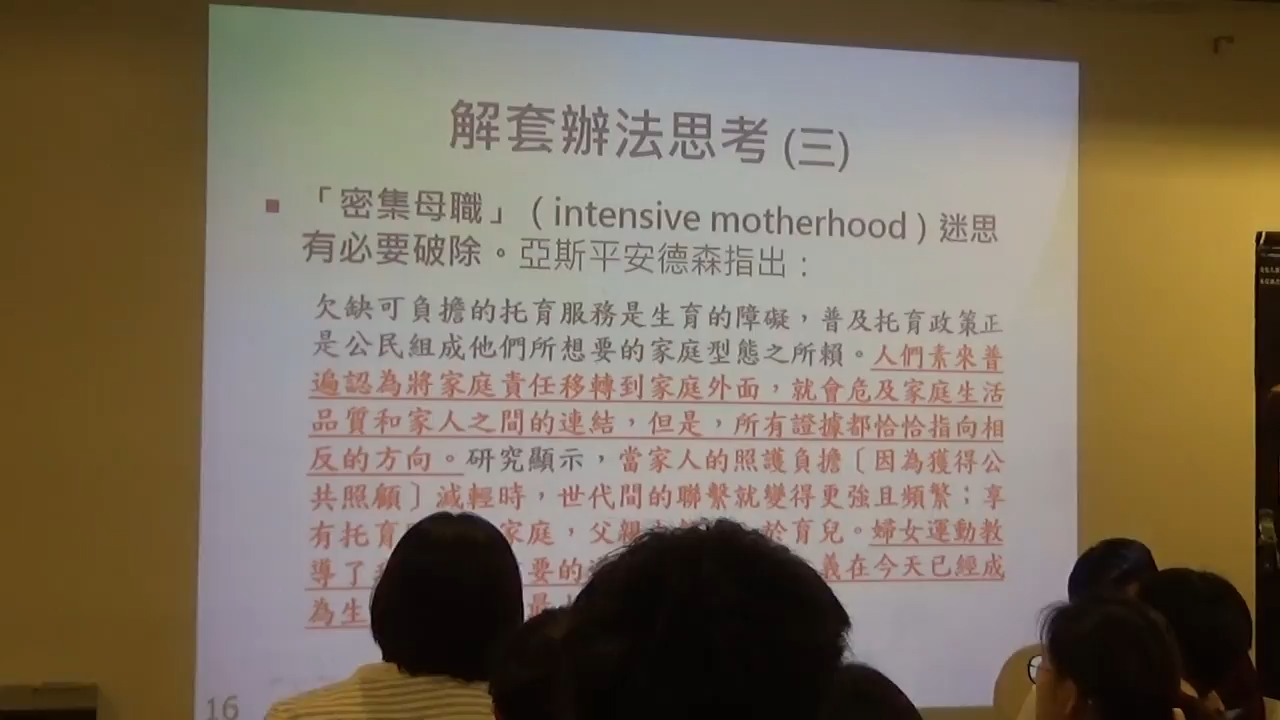 解套辦法思考 (三)
「密集母職」（intensive motherhood）迷思
有必要破除。亞斯平安德森指出：
欠缺可負擔的托育服務是生育的障礙，普及托育政策正
是公民組成他們所想要的家庭型態之所賴。人們素來普
遍認為將家庭責任移轉到家庭外面，就會危及家庭生活
品質和家人之間的連結，但是，所有證據都恰恰指向相
反的方向。研究顯示，當家人的照護負擔〔因為獲得公
共照顧〕減輕時，世代間的聯繫就變得更強且頻繁；享
有托育 家庭，父親 於育兒。婦女運動教
導了 要的 義在今天已經成
為生 最
16